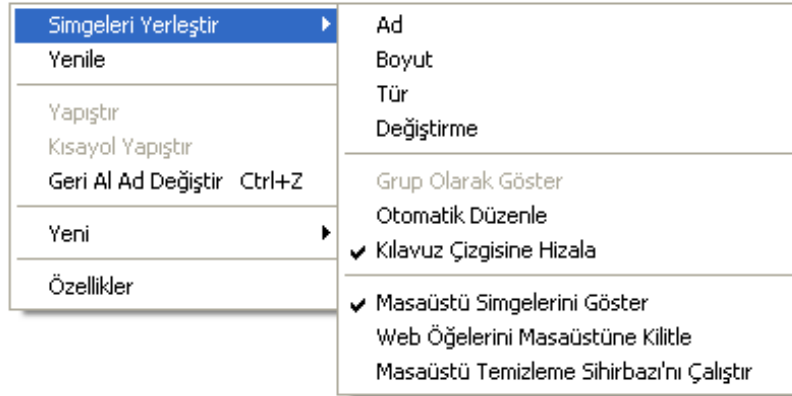 Simgeleri Yerleştir
Yenile
Yapıştır
Kısayol Yapıştır
Geri Al Ad Değiştir Ctrl+Z
Yeni
Özellikler
Ad
Boyut
Tür
Değiştirme
Grup Olarak Göster
Otomatik Düzenle
Kılavuz Çizgisine Hizala
Masaüstü Simgelerini Göster
Web Öğelerini Masaüstüne Kilitle
Masaüstü Temizleme Sihirbazı'nı Çalıştır